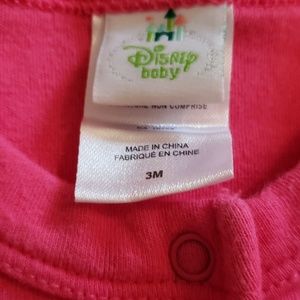 Disney
baby
NON COMPRISE
MADE IN CHINA
FABRIQUÉ EN CHINE
3M